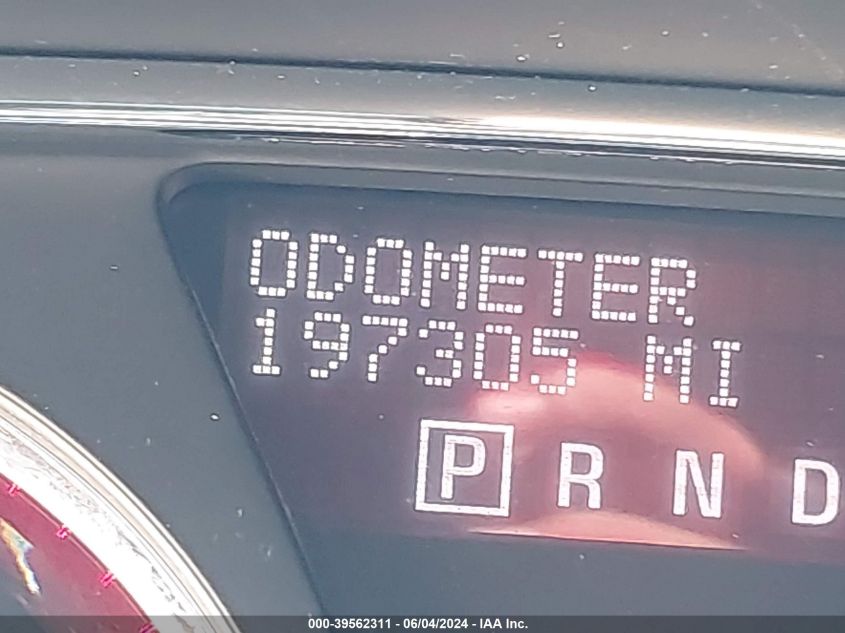 ODOMETER
197305 MI
P R N D
000-39562311 - 06/04/2024 - IAA Inc.